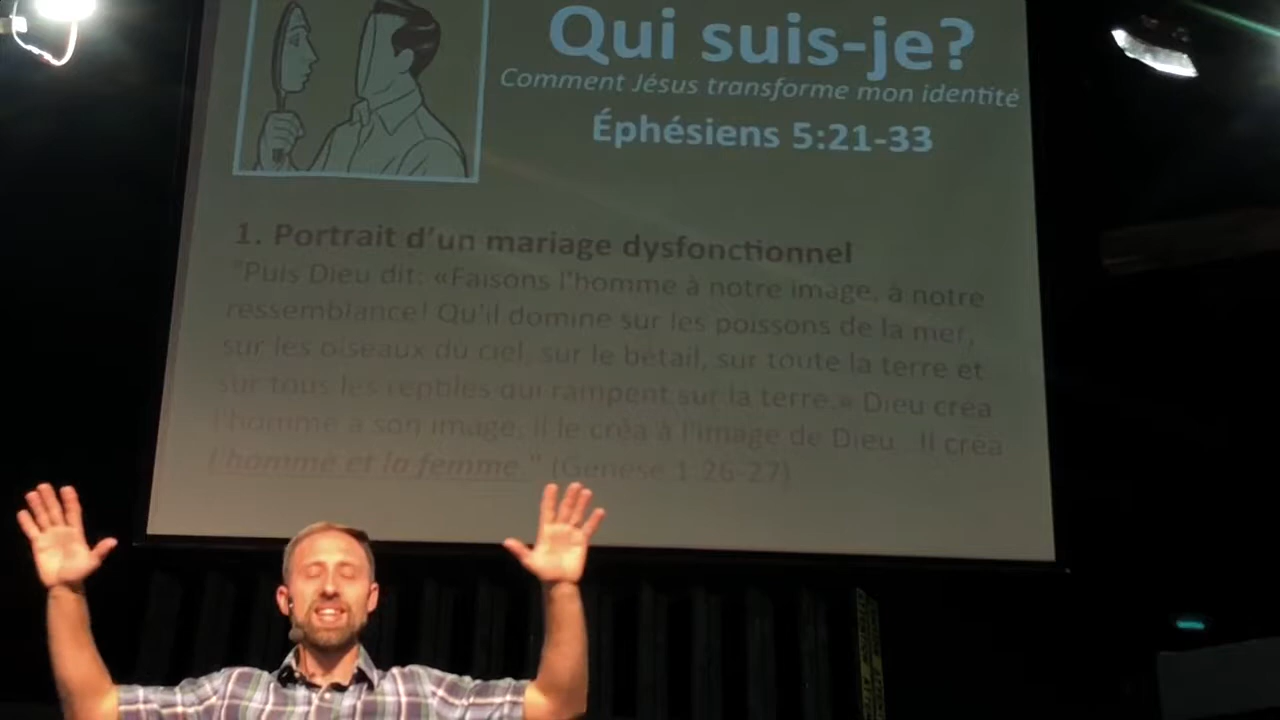 Qui suis-je?
Comment Jésus transforme mon identité
Éphésiens 5:21-33
1. Portrait d'un mariage dysfonctionnel
"Puis Dieu dit: «Faisons l'homme à notre image, à notre
ressemblance! Qu'il domine sur les poissons de la mer,
sur les oiseaux du ciel, sur le bétail, sur toute la terre et
sur tous les reptiles qui rampent sur la terre.» Dieu créa
l'homme à son image, il le créa à l'image de Dieu. Il créa
l'homme et la femme." (Genèse 1:26-27)